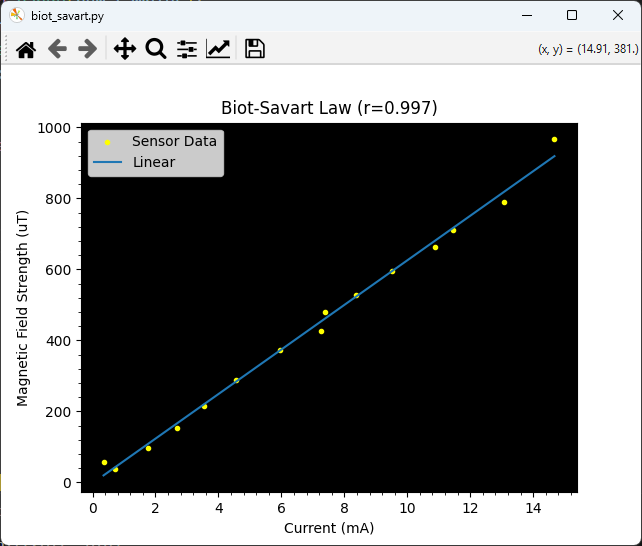 biot_savart.py
(x, y) = (14.91, 381.)
Biot-Savart Law (r=0.997)
Sensor Data
Linear
Magnetic Field Strength (uT)
1000
800
600
400
200
0
0 2 4 6 8 10 12 14
Current (mA)